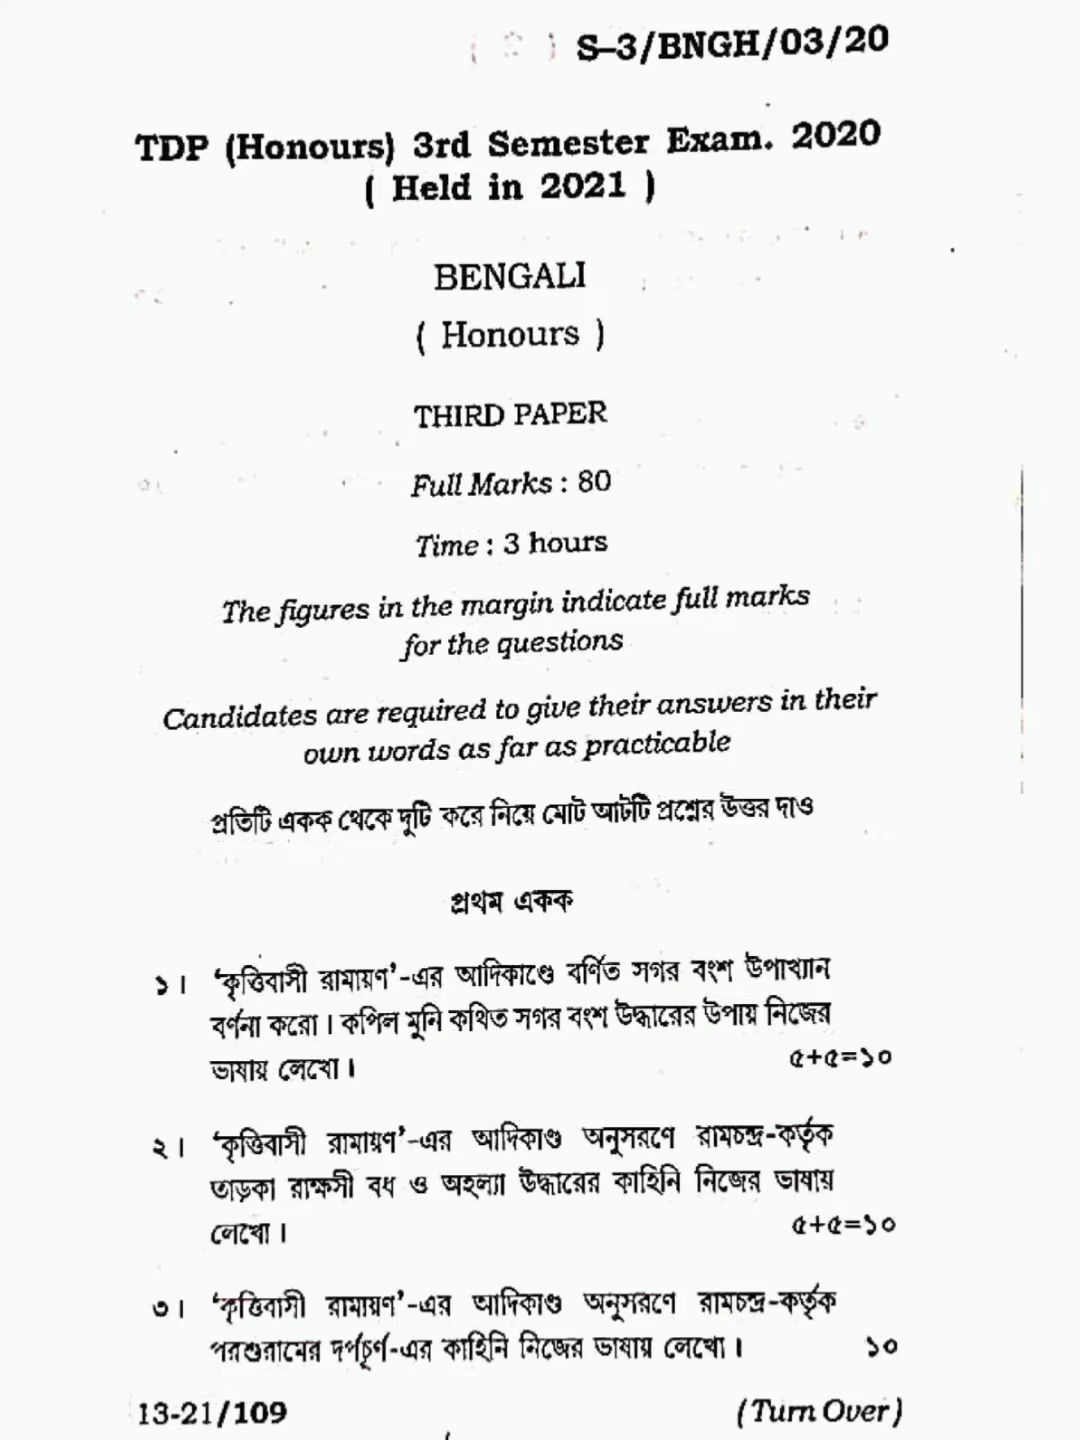 S–3/BNGH/03/20
TDP (Honours) 3rd Semester Exam. 2020
( Held in 2021 )
BENGALI
( Honours )
THIRD PAPER
Full Marks : 80
Time : 3 hours
The figures in the margin indicate full marks
for the questions
Candidates are required to give their answers in their
own words as far as practicable
প্রতিটি একক থেকে দুটি করে নিয়ে মোট আটটি প্রশ্নের উত্তর দাও
প্রথম একক
১। ‘কৃত্তিবাসী রামায়ণ’-এর আদিকাণ্ডে বর্ণিত সগর বংশ উপাখ্যান
বর্ণনা করো। কপিল মুনি কথিত সগর বংশ উদ্ধারের উপায় নিজের
ভাষায় লেখো। ৫+৫=১০
২। ‘কৃত্তিবাসী রামায়ণ’-এর আদিকাণ্ড অনুসরণে রামচন্দ্র-কর্তৃক
তাড়কা রাক্ষসী বধ ও অহল্যা উদ্ধারের কাহিনি নিজের ভাষায়
লেখো। ৫+৫=১০
৩। ‘কৃত্তিবাসী রামায়ণ’-এর আদিকাণ্ড অনুসরণে রামচন্দ্র-কর্তৃক
পরশুরামের দর্পচূর্ণ-এর কাহিনি নিজের ভাষায় লেখো। ১০
13-21/109 (Turn Over)